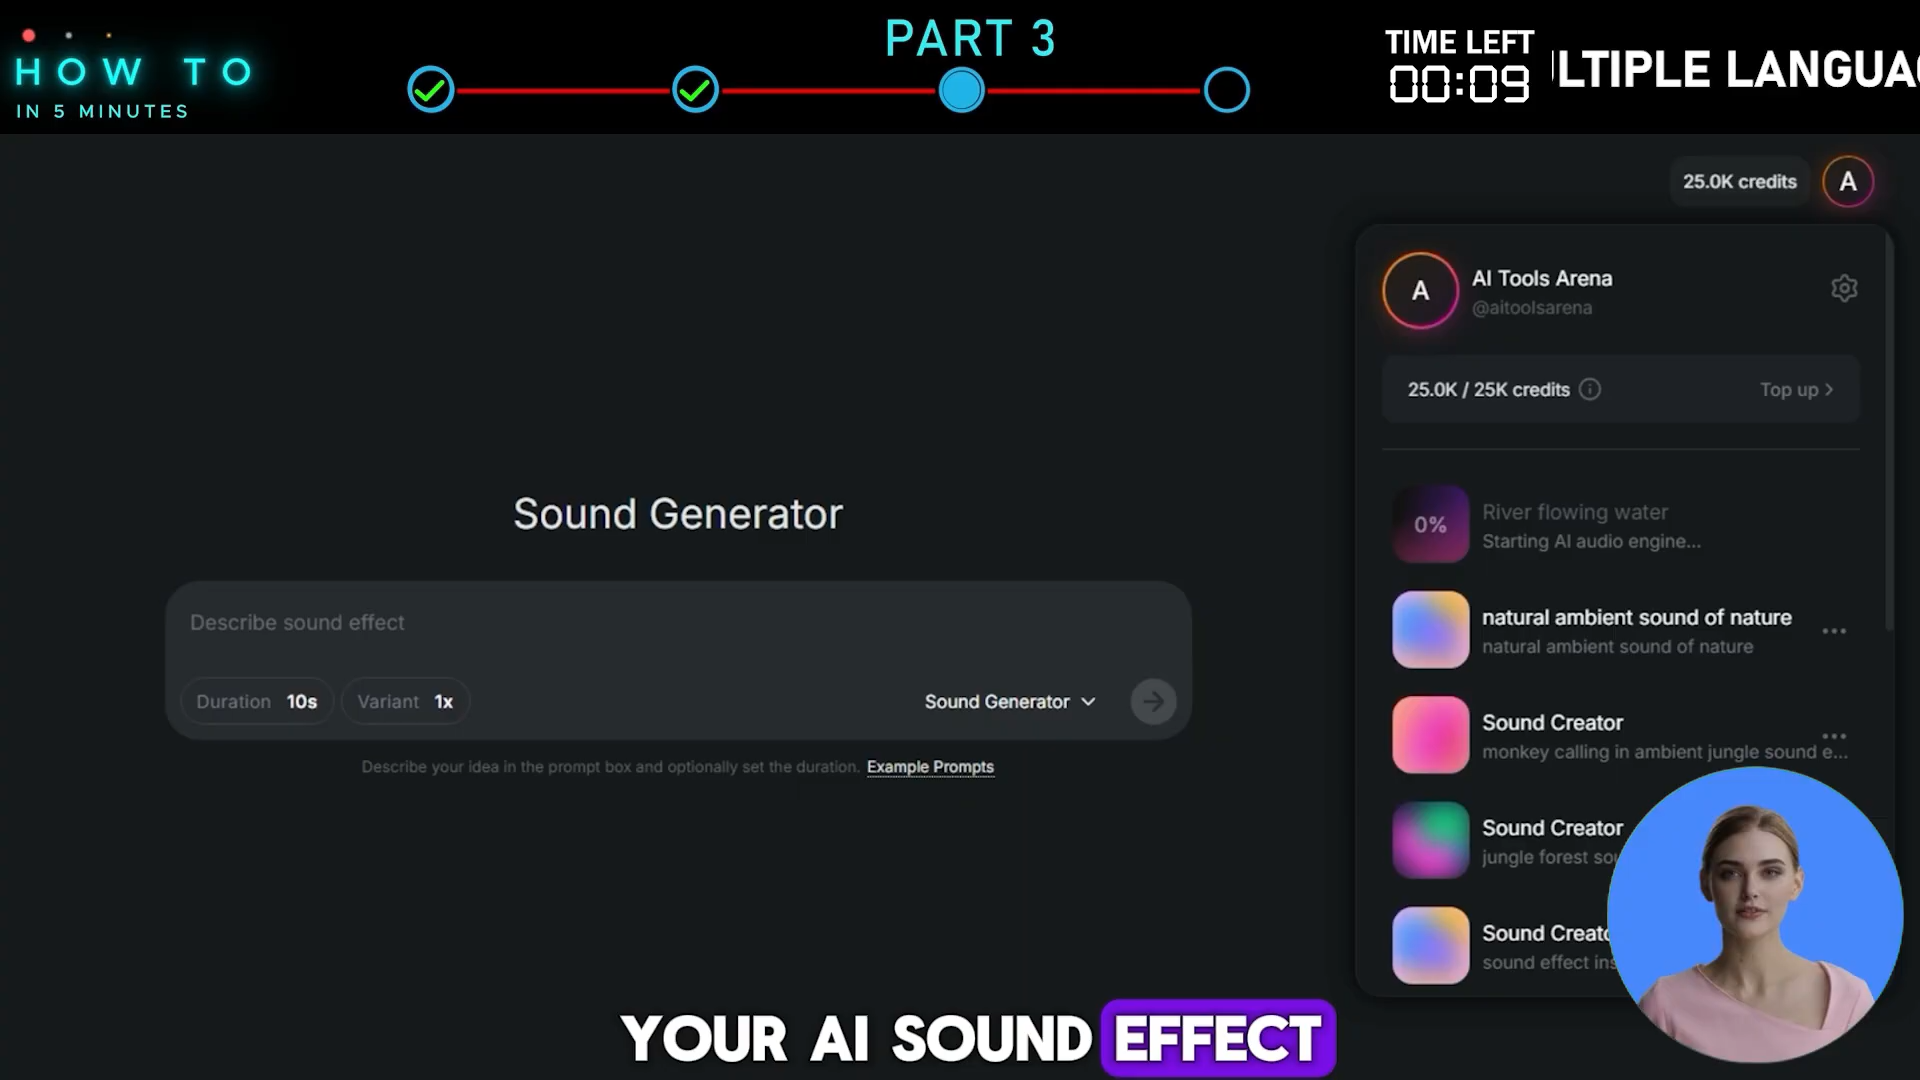 HOW TO
IN 5 MINUTES
PART 3
TIME LEFT
00:09
LTIPLE LANGUA
25.0K credits
A
A
AI Tools Arena
@aitoolsarena
25.0K / 25K credits
Top up >
0%
River flowing water
Starting AI audio engine...
natural ambient sound of nature
natural ambient sound of nature
Sound Creator
monkey calling in ambient jungle sound e...
Sound Creator
jungle forest sou
Sound Creato
sound effect ins
Sound Generator
Describe sound effect
Duration 10s
Variant 1x
Sound Generator
Describe your idea in the prompt box and optionally set the duration. Example Prompts
YOUR AI SOUND EFFECT